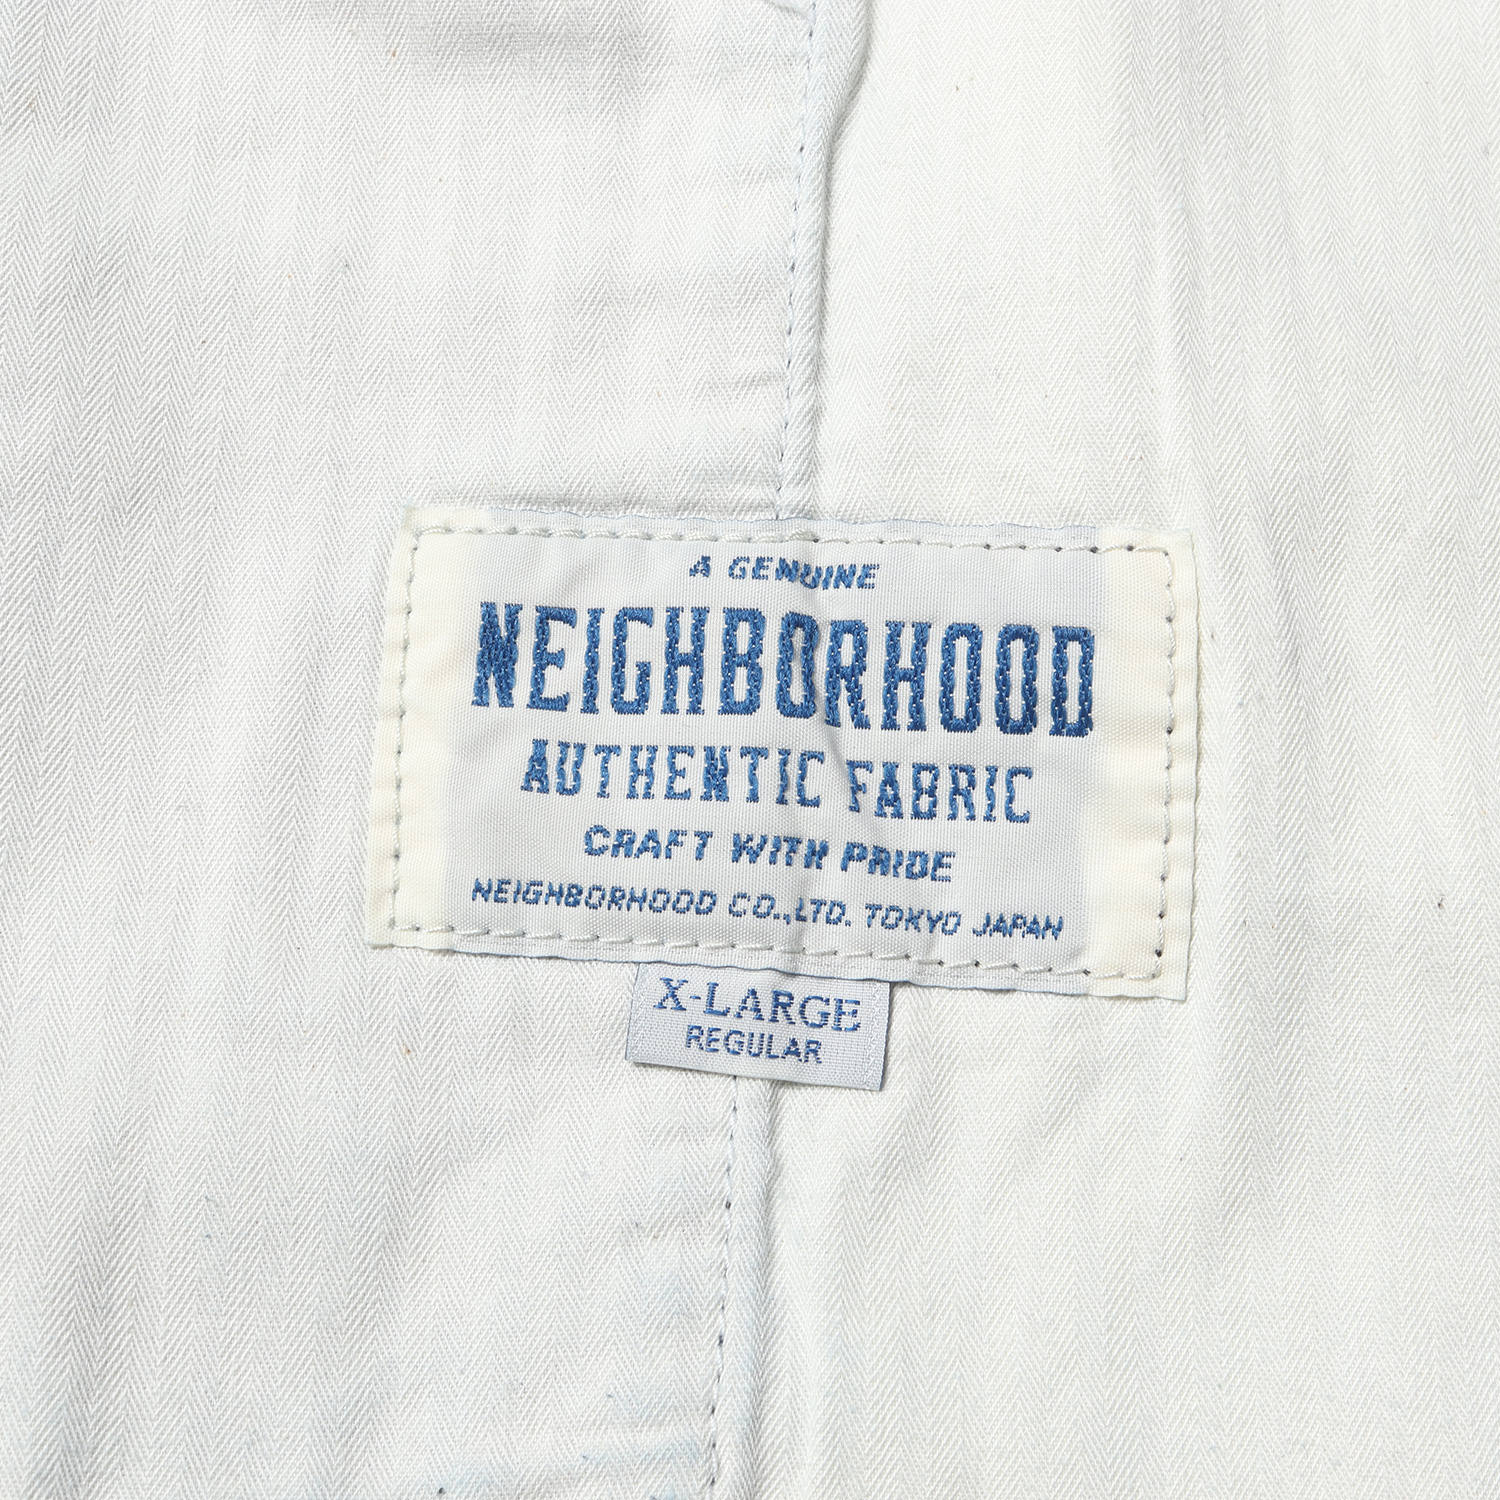 A GENUINE
NEIGHBORHOOD
AUTHENTIC FABRIC
CRAFT WITH PRIDE
NEIGHBORHOOD CO.,LTD. TOKYO JAPAN
X-LARGE
REGULAR